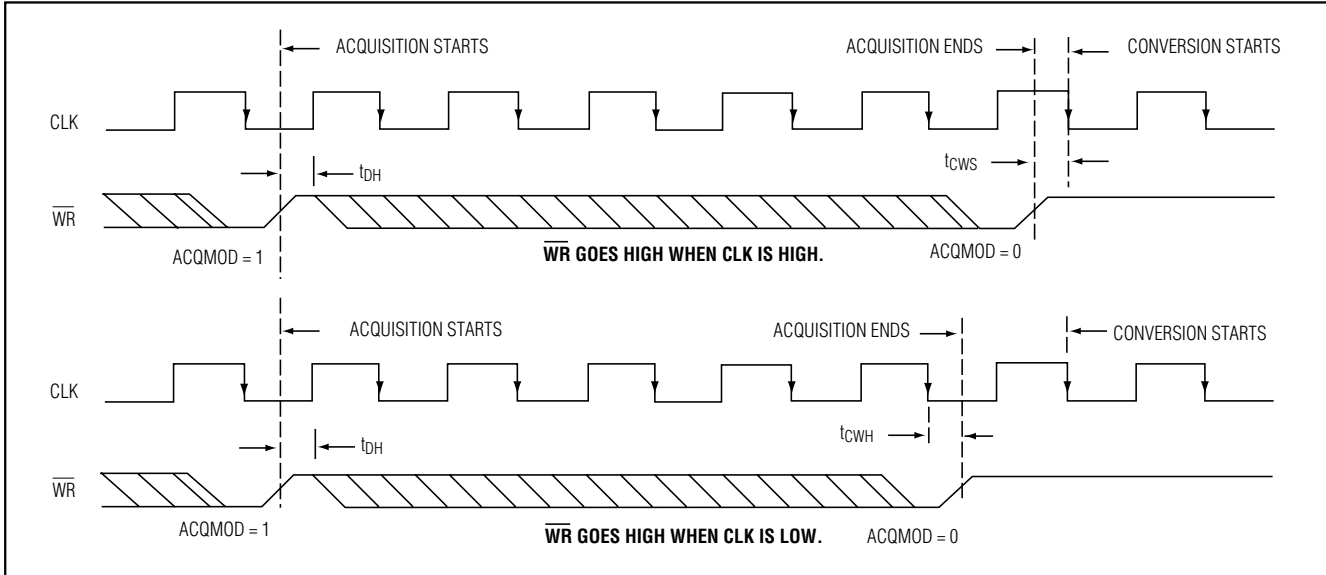 ACQUISITION STARTS
ACQUISITION ENDS
CONVERSION STARTS
CLK
tCWS
tDH
WR
ACQMOD = 1
WR GOES HIGH WHEN CLK IS HIGH.
ACQMOD = 0
ACQUISITION STARTS
ACQUISITION ENDS
CONVERSION STARTS
CLK
tDH
tCWH
WR
ACQMOD = 1
WR GOES HIGH WHEN CLK IS LOW.
ACQMOD = 0